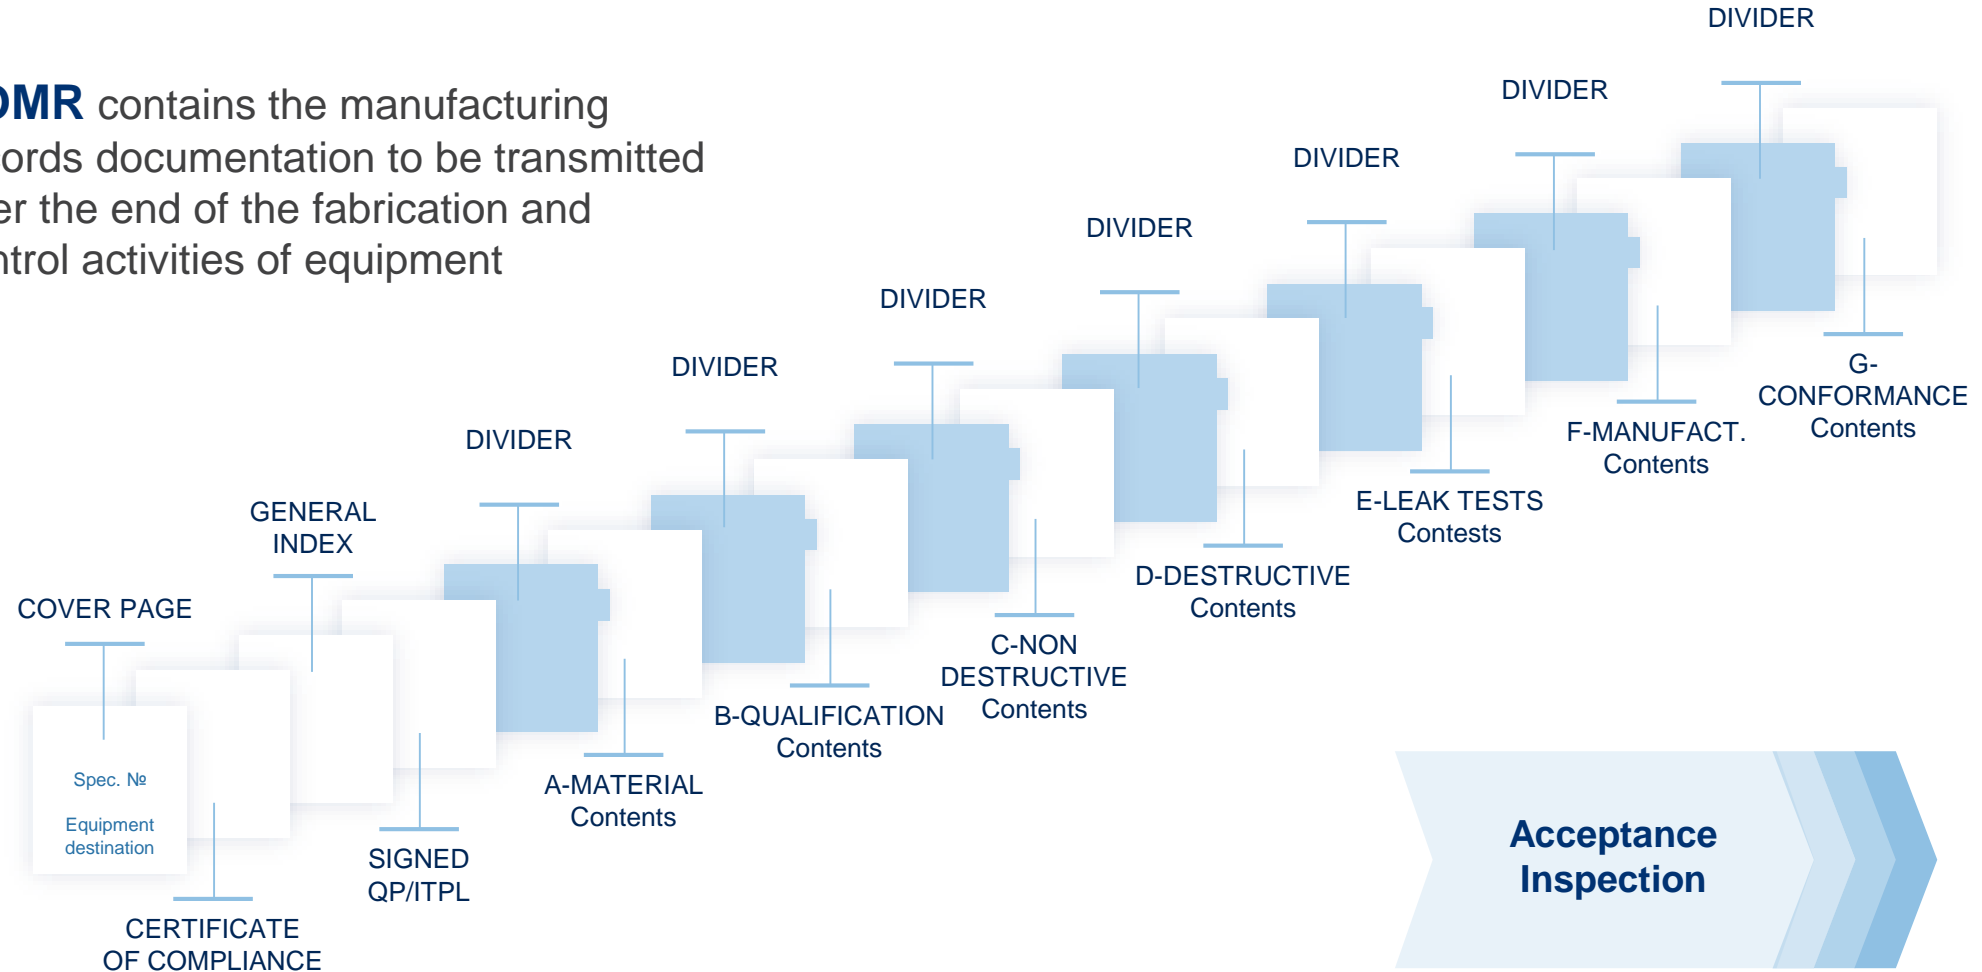 OMR contains the manufacturing
ords documentation to be transmitted
er the end of the fabrication and
ntrol activities of equipment
COVER PAGE
Spec. №
Equipment
destination
CERTIFICATE
OF COMPLIANCE
GENERAL
INDEX
SIGNED
QP/ITPL
DIVIDER
A-MATERIAL
Contents
DIVIDER
B-QUALIFICATION
Contents
DIVIDER
C-NON
DESTRUCTIVE
Contents
DIVIDER
D-DESTRUCTIVE
Contents
DIVIDER
E-LEAK TESTS
Contests
DIVIDER
F-MANUFACT.
Contents
DIVIDER
G-
CONFORMANCE
Contents
Acceptance
Inspection